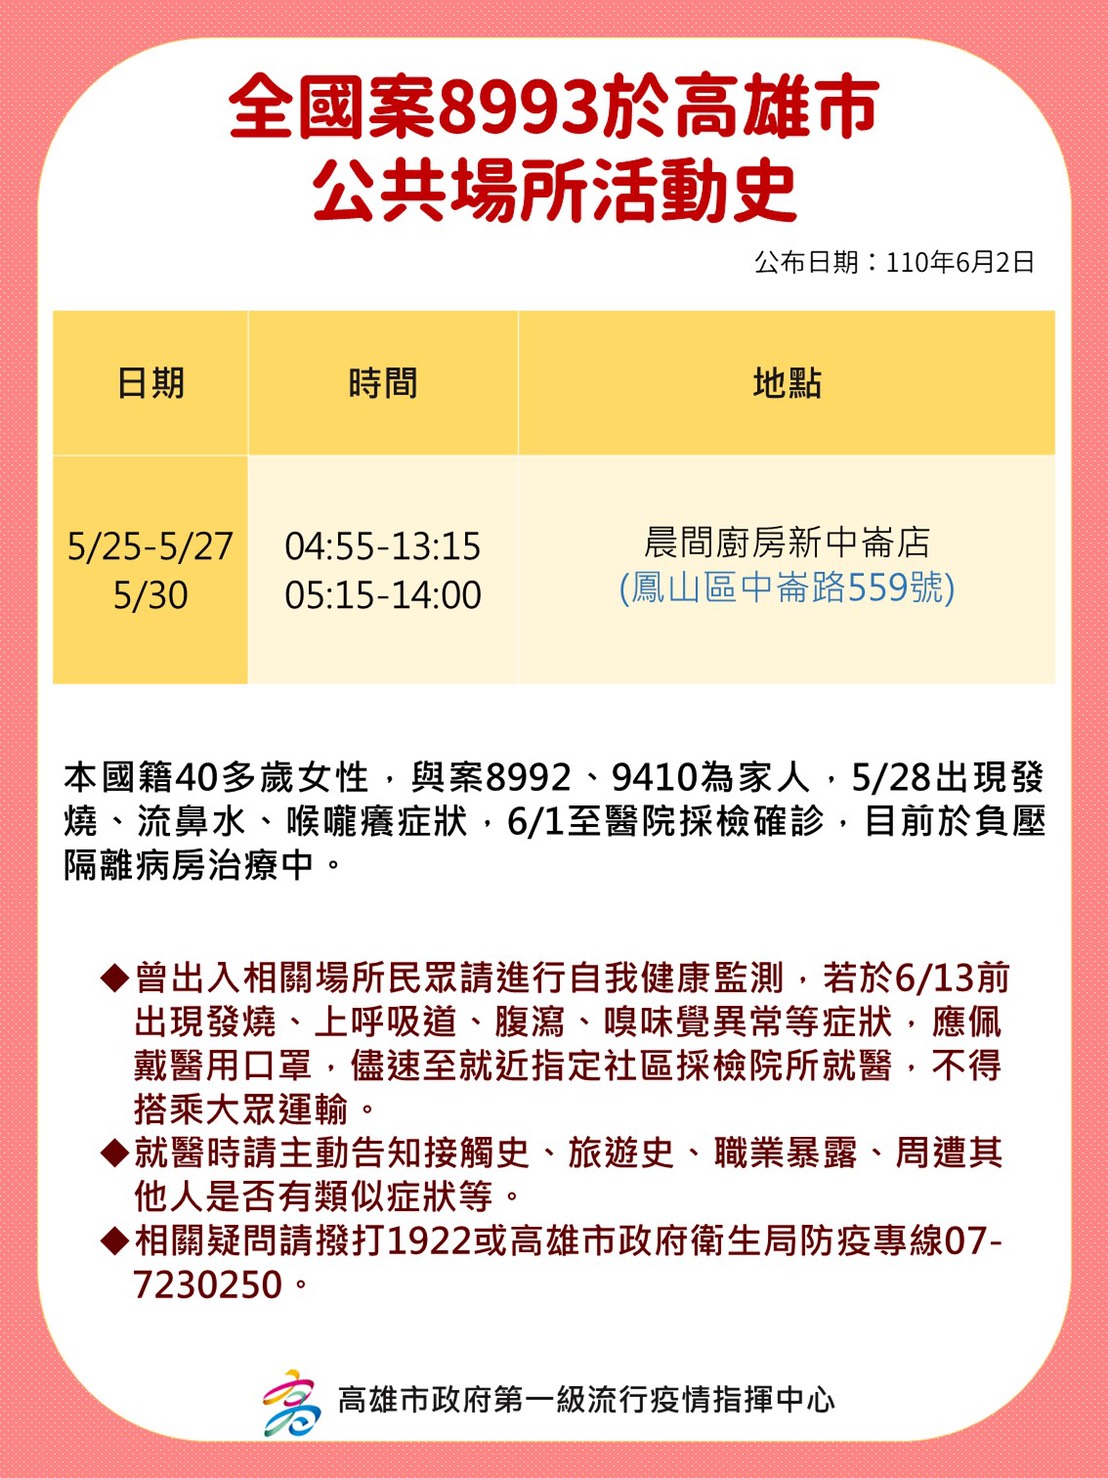 全國案8993於高雄市
公共場所活動史
公布日期：110年6月2日
日期 時間 地點
5/25-5/27 04:55-13:15 晨間廚房新中崙店
5/30 05:15-14:00 (鳳山區中崙路559號)
本國籍40多歲女性，與案8992、9410為家人，5/28出現發
燒、流鼻水、喉嚨癢症狀，6/1至醫院採檢確診，目前於負壓
隔離病房治療中。
◆曾出入相關場所民眾請進行自我健康監測，若於6/13前
出現發燒、上呼吸道、腹瀉、嗅味覺異常等症狀，應佩
戴醫用口罩，儘速至就近指定社區採檢院所就醫，不得
搭乘大眾運輸。
◆就醫時請主動告知接觸史、旅遊史、職業暴露、周遭其
他人是否有類似症狀等。
◆相關疑問請撥打1922或高雄市政府衛生局防疫專線07-
7230250。
高雄市政府第一級流行疫情指揮中心